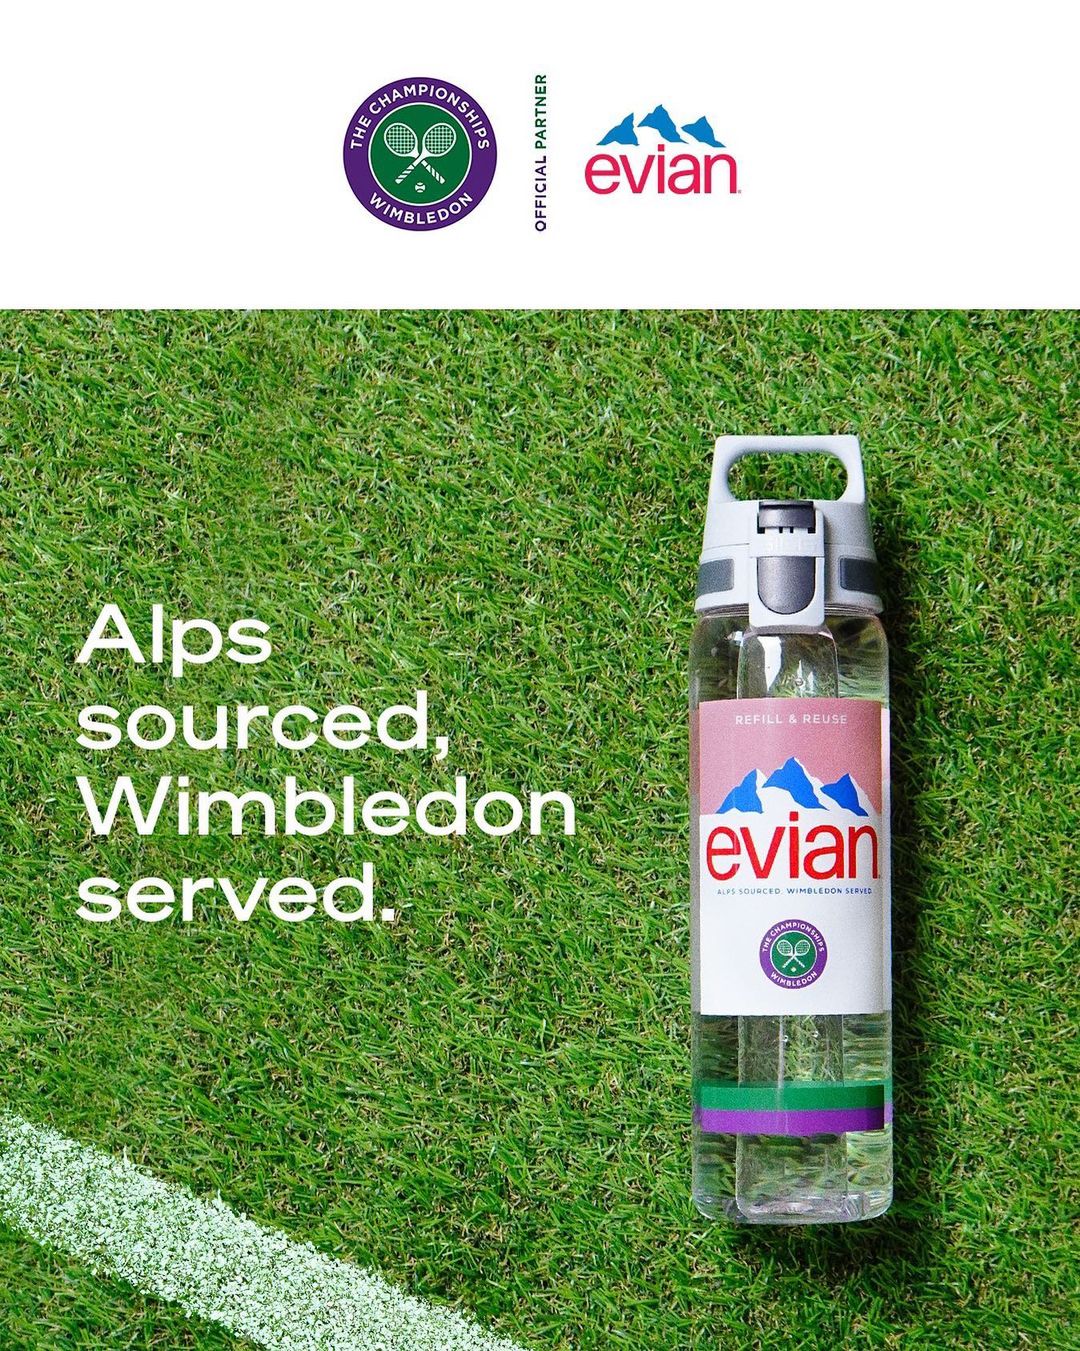 THE CHAMPIONSHIPS
WIMBLEDON
OFFICIAL PARTNER
evian
Alps
sourced,
Wimbledon
served.
REFILL & REUSE
evian
ALPS SOURCED. WIMBLEDON SERVED.
THE CHAMPIONSHIPS
WIMBLEDON